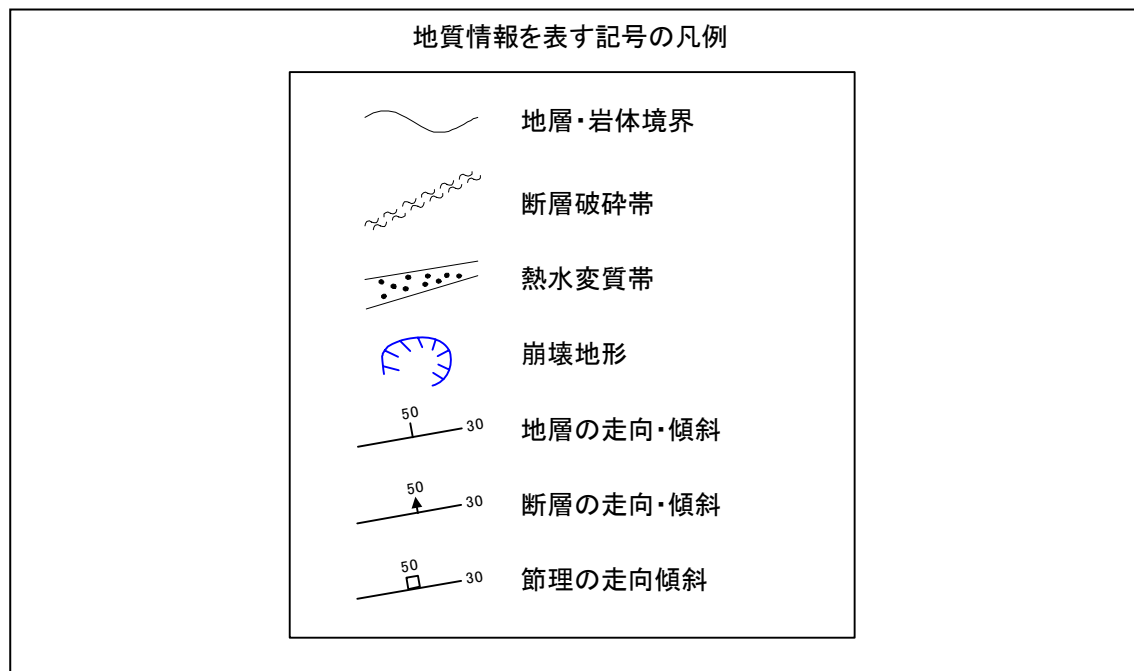 地質情報を表す記号の凡例
地層・岩体境界
断層破砕帯
熱水変質帯
崩壊地形
50
30
地層の走向・傾斜
50
30
断層の走向・傾斜
50
30
節理の走向傾斜